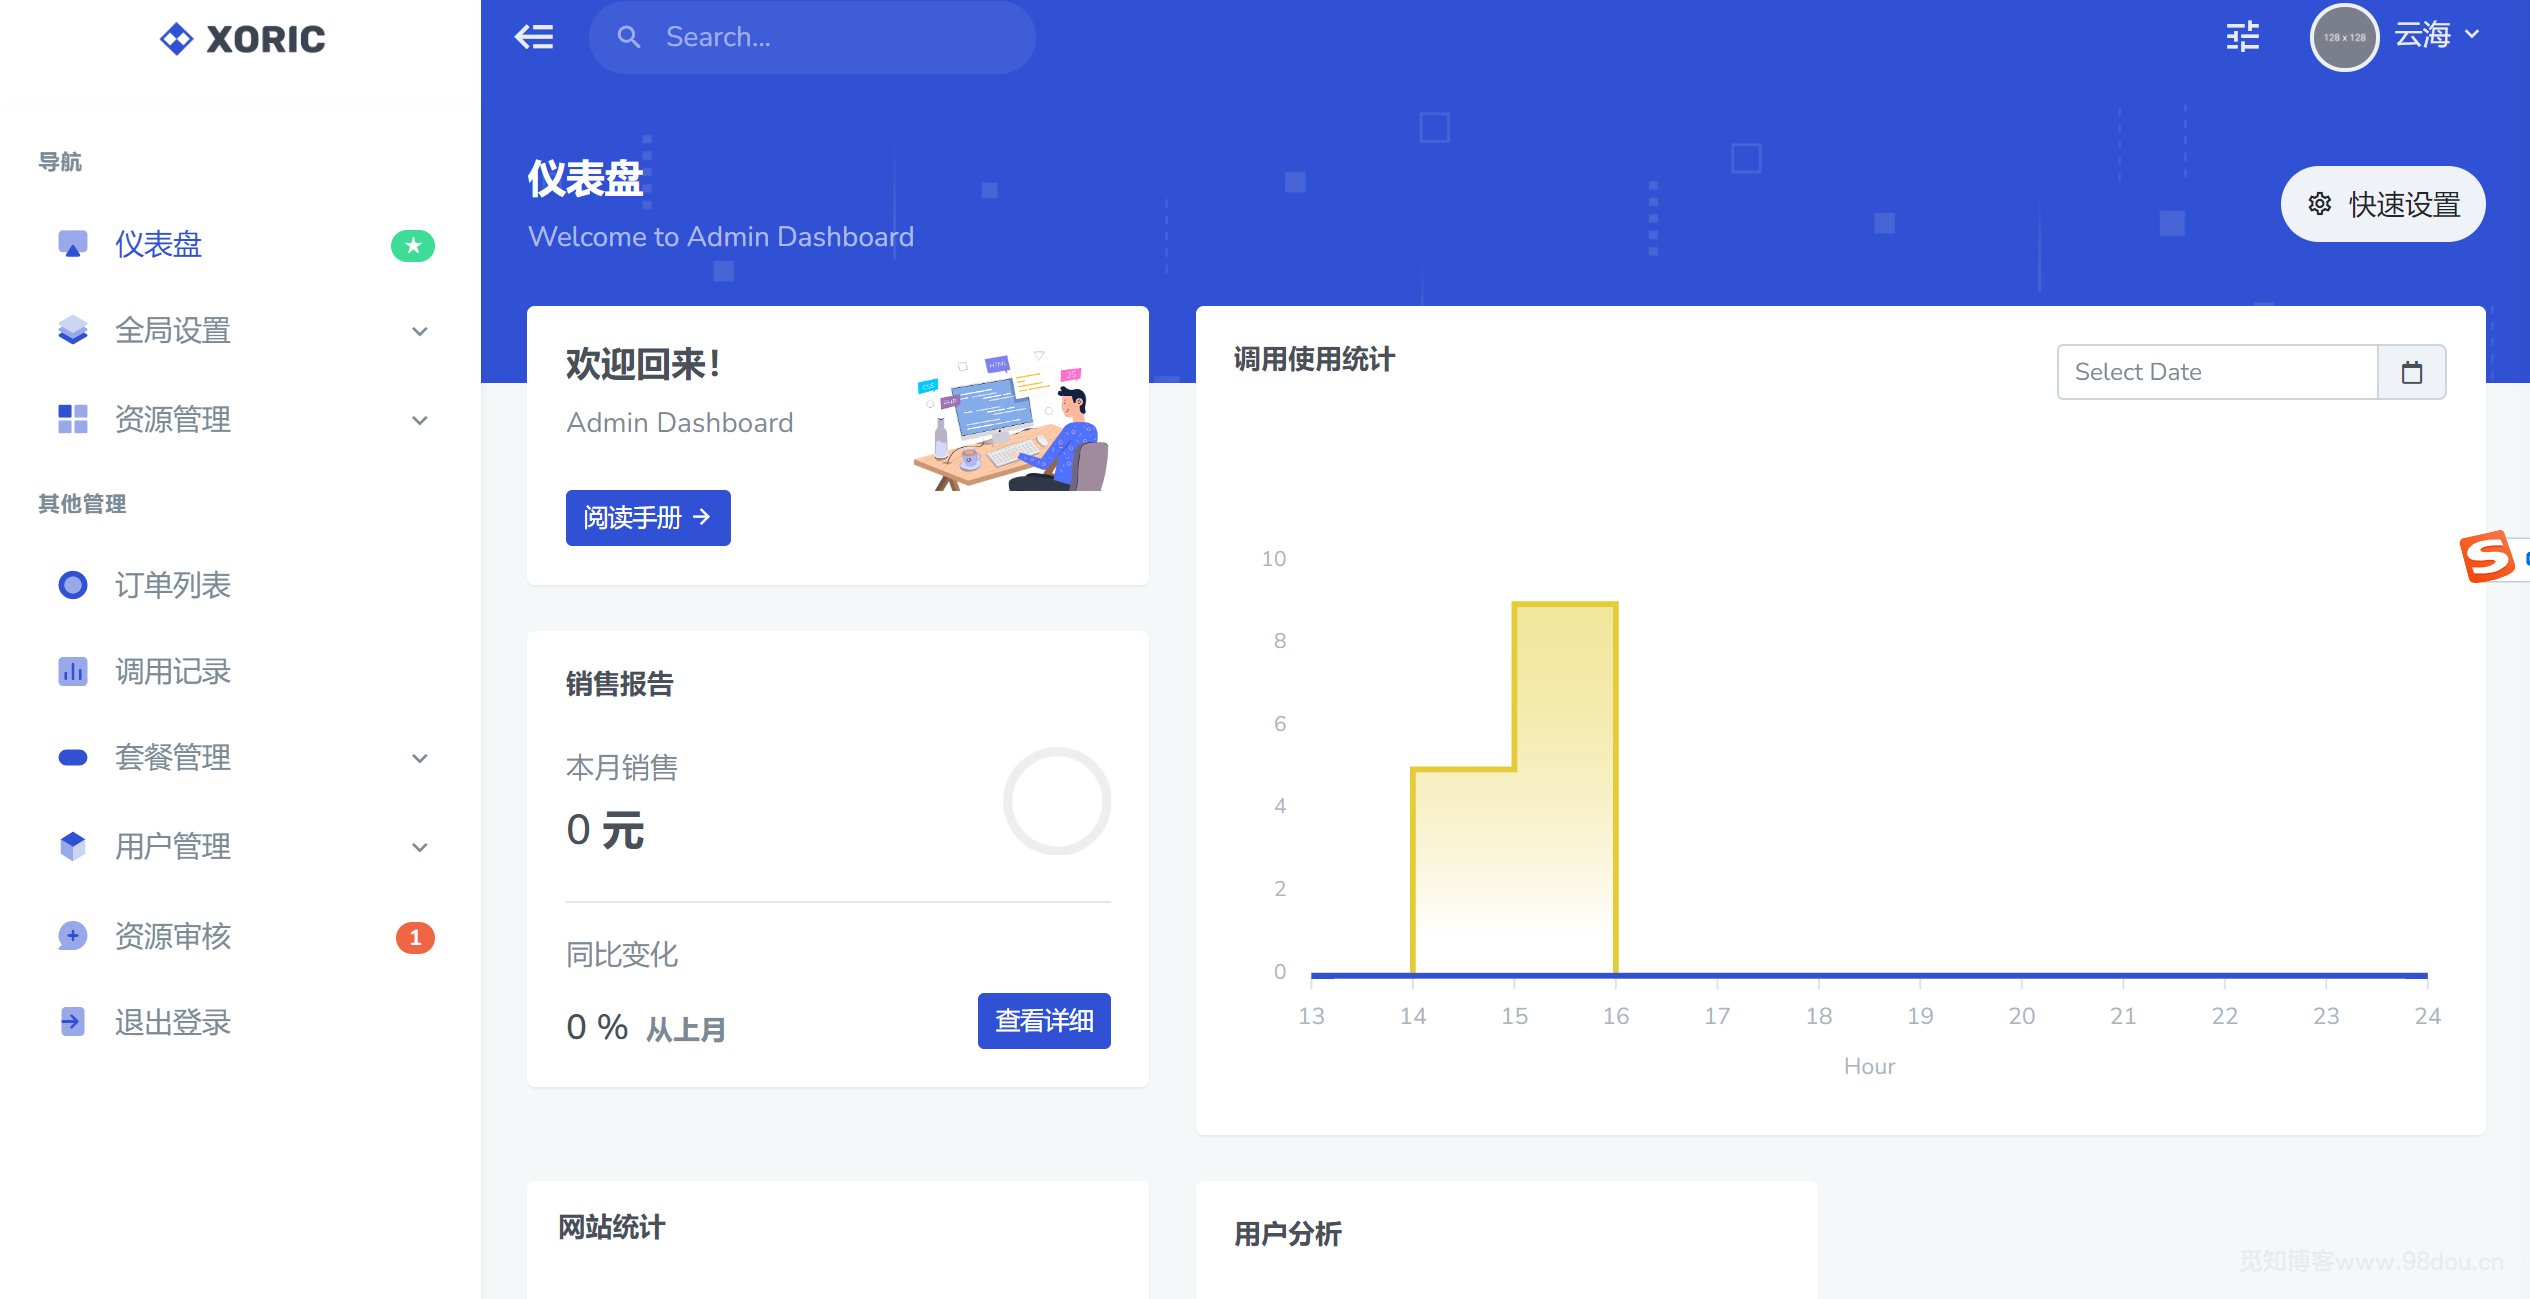 XORIC
Search...
128 x 128
云海
导航
仪表盘
全局设置
资源管理
其他管理
订单列表
调用记录
套餐管理
用户管理
资源审核
1
退出登录
仪表盘
Welcome to Admin Dashboard
快速设置
欢迎回来！
Admin Dashboard
CSS
PHP
HTML
JS
阅读手册
销售报告
本月销售
0 元
同比变化
0 % 从上月
查看详细
调用使用统计
Select Date
10
8
6
4
2
0
13 14 15 16 17 18 19 20 21 22 23 24
Hour
网站统计
用户分析
觅知博客www.98dou.cn